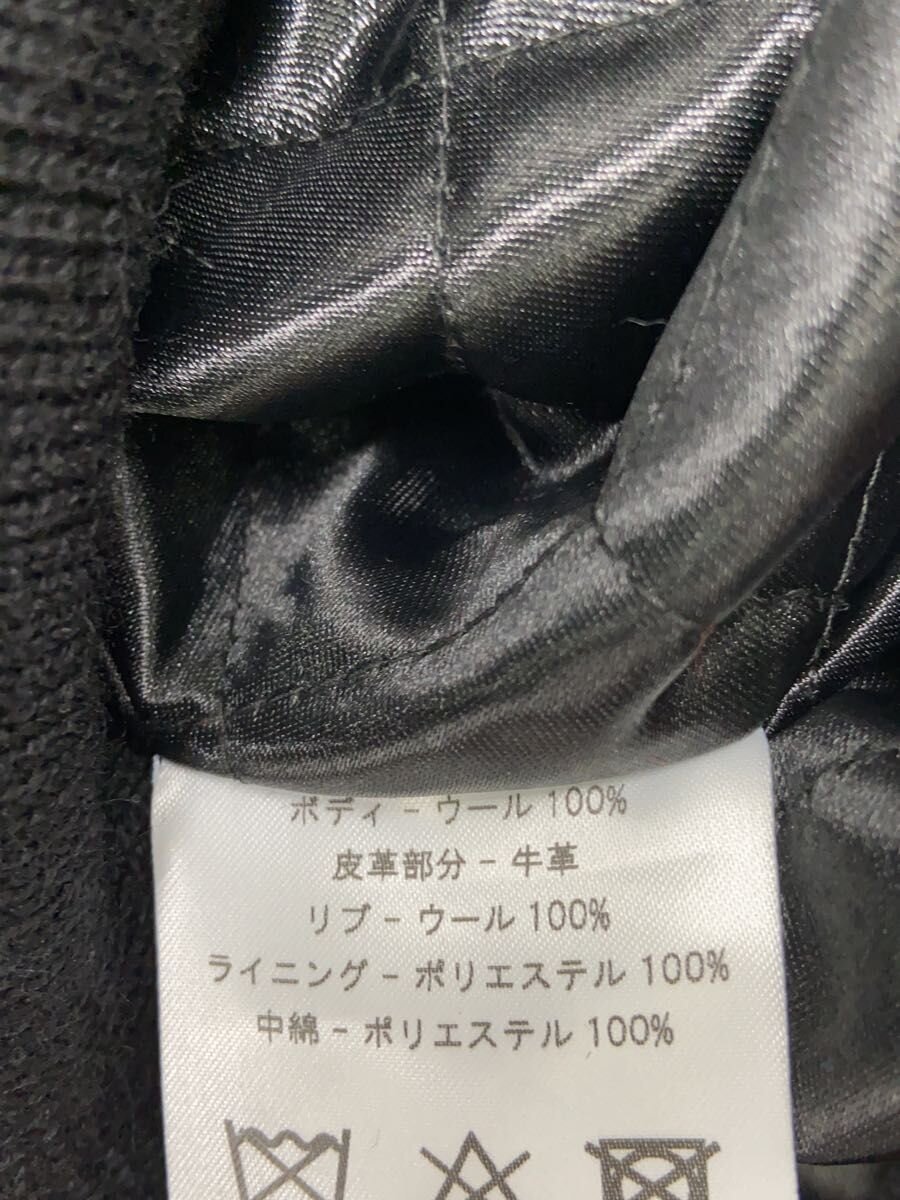 ボディ - ウール 100%
皮革部分 - 牛革
リブ - ウール 100%
ライニング - ポリエステル 100%
中綿 - ポリエステル 100%